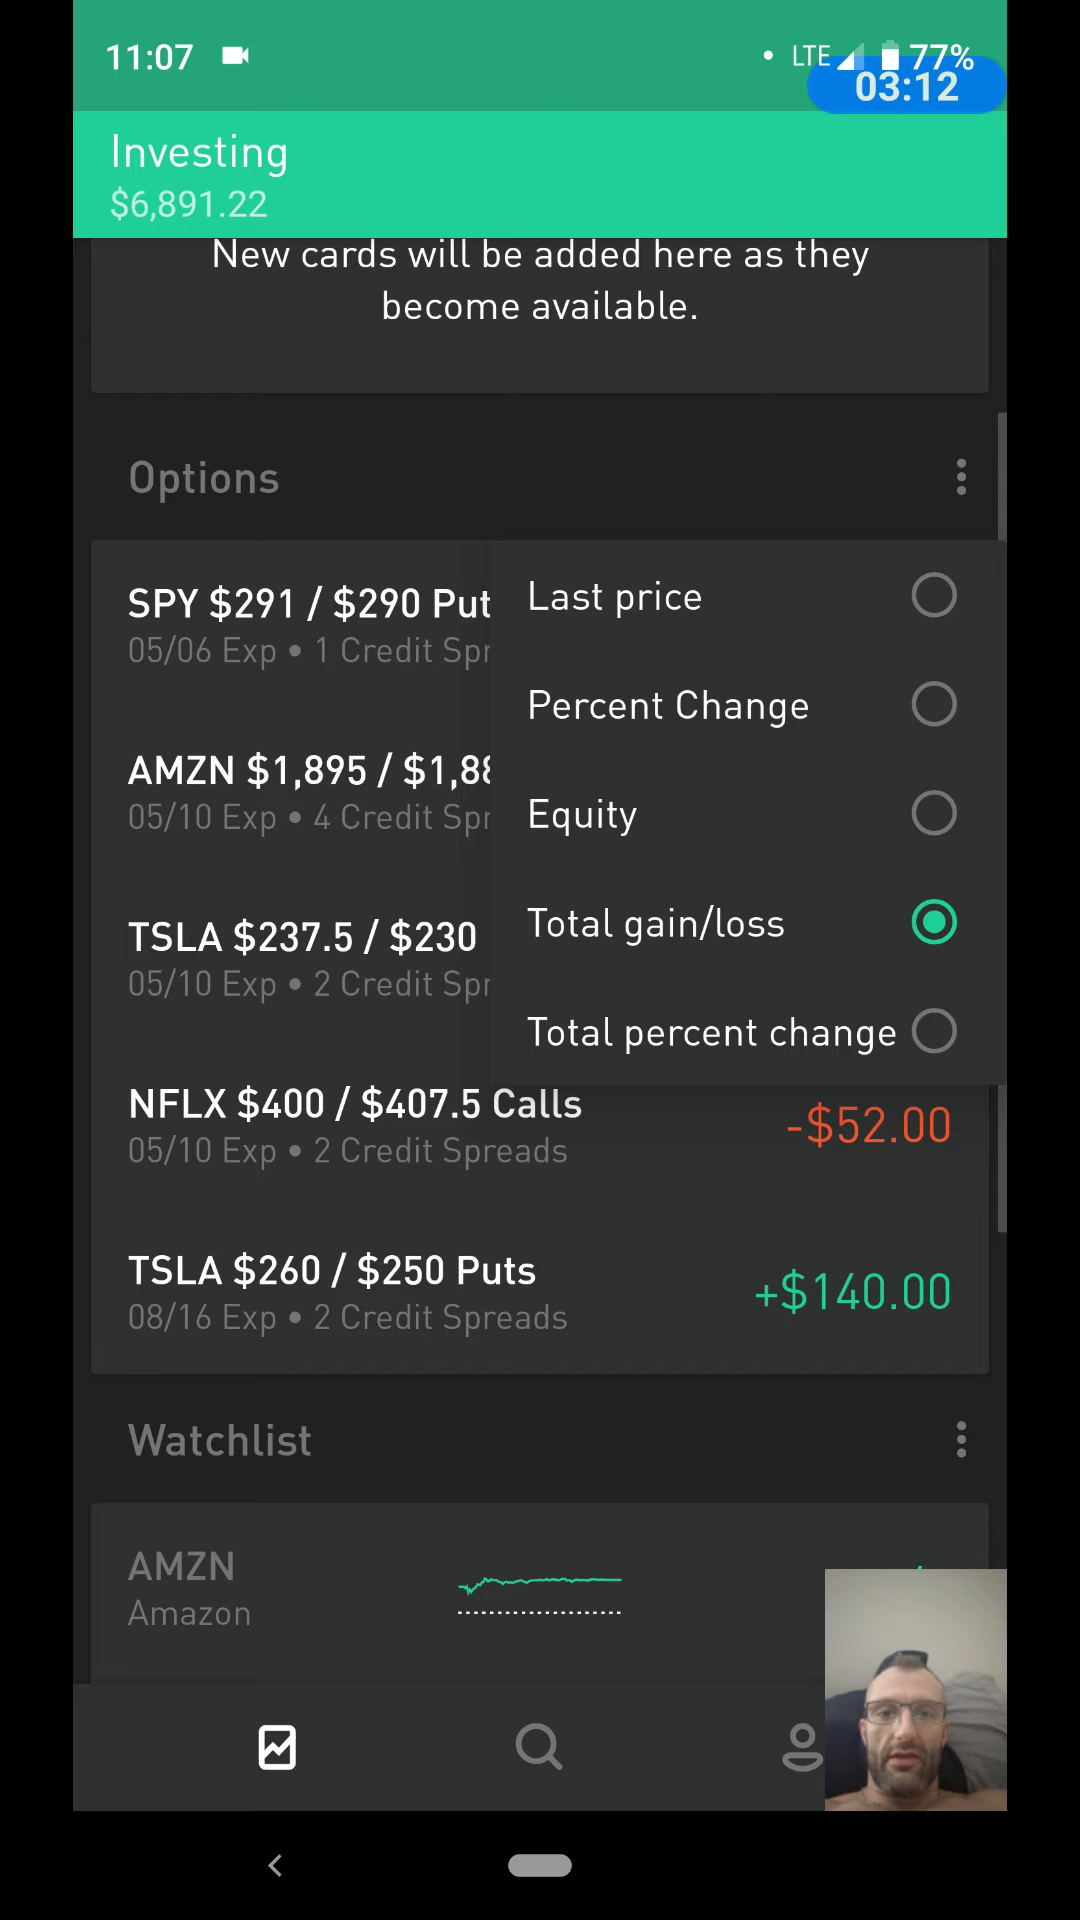 11:07
LTE 77%
03:12
Investing
$6,891.22
New cards will be added here as they
become available.
Options
SPY $291 / $290 Put
05/06 Exp • 1 Credit Spr
Last price
Percent Change
AMZN $1,895 / $1,88
05/10 Exp • 4 Credit Spr
Equity
TSLA $237.5 / $230
05/10 Exp • 2 Credit Spr
Total gain/loss
Total percent change
NFLX $400 / $407.5 Calls
05/10 Exp • 2 Credit Spreads
-$52.00
TSLA $260 / $250 Puts
08/16 Exp • 2 Credit Spreads
+$140.00
Watchlist
AMZN
Amazon